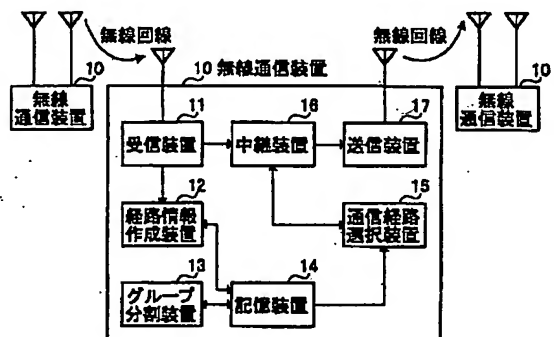 無線回線
無線回線
10
無線
通信装置
10 無線通信装置
10
無線
通信装置
11
受信装置
16
中継装置
17
送信装置
12
経路情報
作成装置
15
通信経路
選択装置
13
グループ
分割装置
14
記憶装置